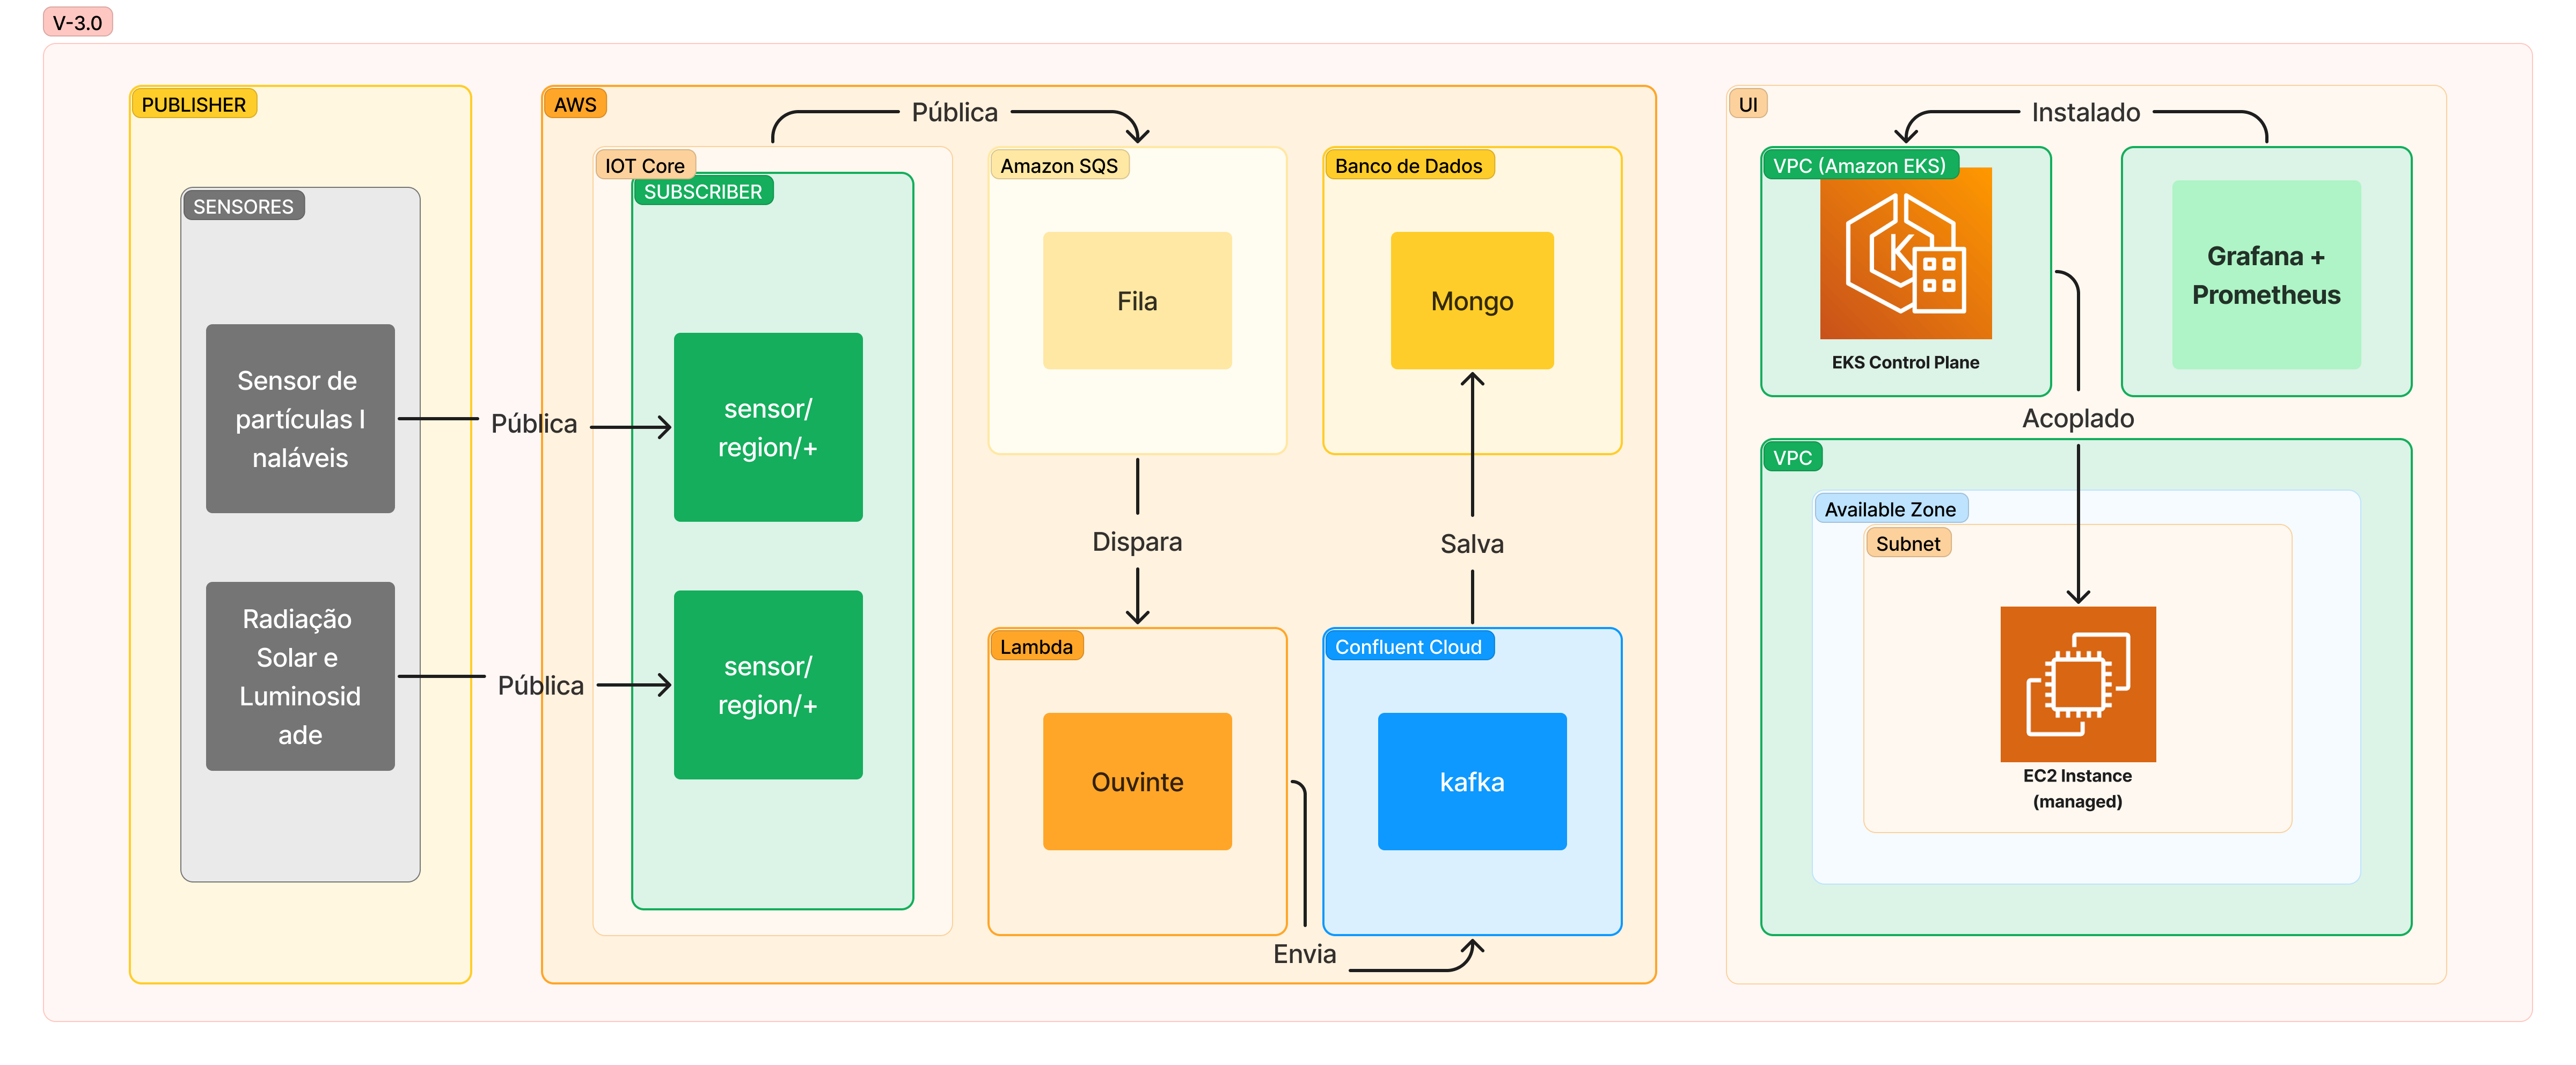 V-3.0
PUBLISHER
SENSORES
Sensor de
partículas I
naláveis
Radiação
Solar e
Luminosid
ade
Pública
Pública
AWS
Pública
IOT Core
SUBSCRIBER
sensor/
region/+
sensor/
region/+
Amazon SQS
Fila
Dispara
Lambda
Ouvinte
Envia
Banco de Dados
Mongo
Salva
Confluent Cloud
kafka
UI
Instalado
VPC (Amazon EKS)
EKS Control Plane
Grafana +
Prometheus
Acoplado
VPC
Available Zone
Subnet
EC2 Instance
(managed)